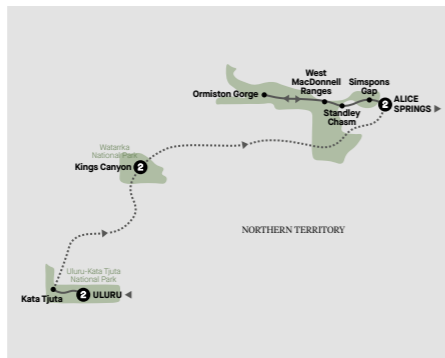 West
MacDonnell
Ranges
Simpsons
Gap
Ormiston Gorge
2 ALICE
SPRINGS
Standley
Chasm
Watarrka
National Park
Kings Canyon 2
NORTHERN TERRITORY
Uluru-Kata Tjuta
National Park
Kata Tjuta
2 ULURU